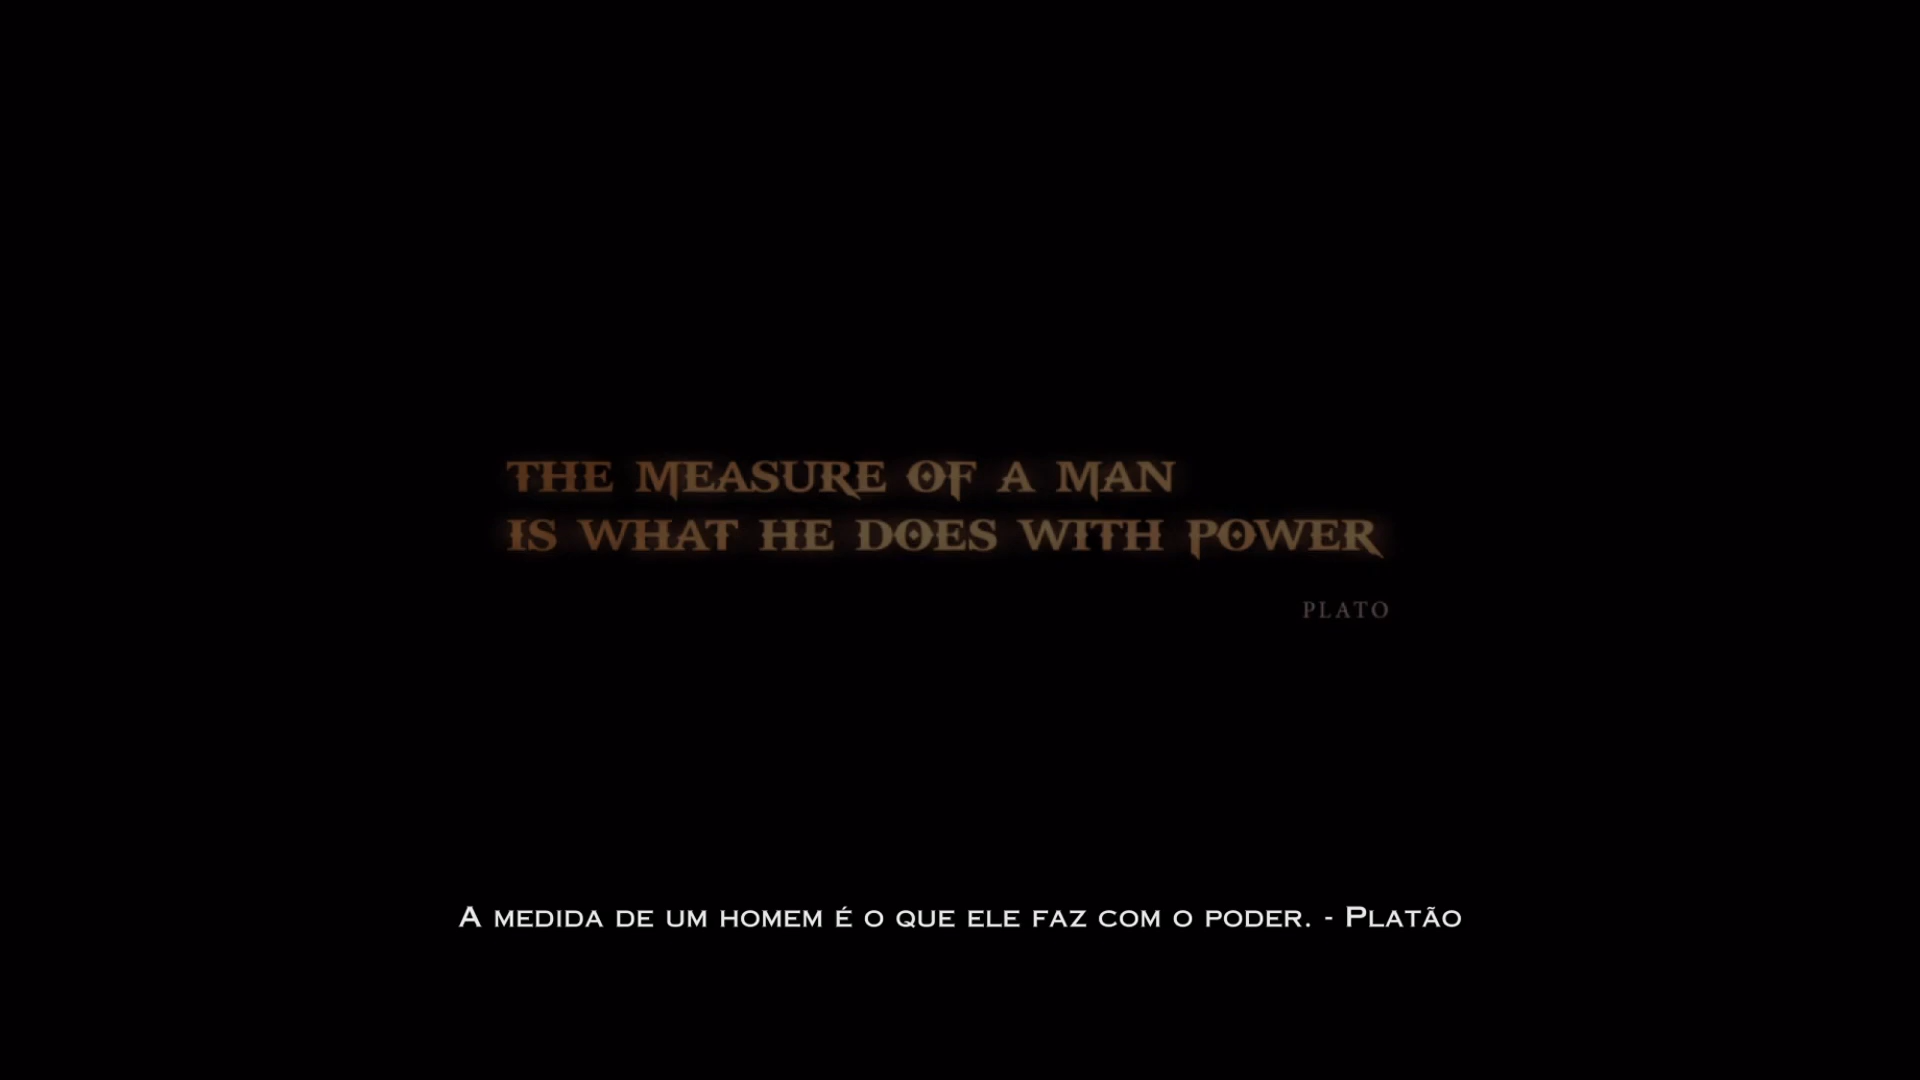 THE MEASURE OF A MAN
IS WHAT HE DOES WITH POWER
PLATO
A MEDIDA DE UM HOMEM É O QUE ELE FAZ COM O PODER. - PLATÃO